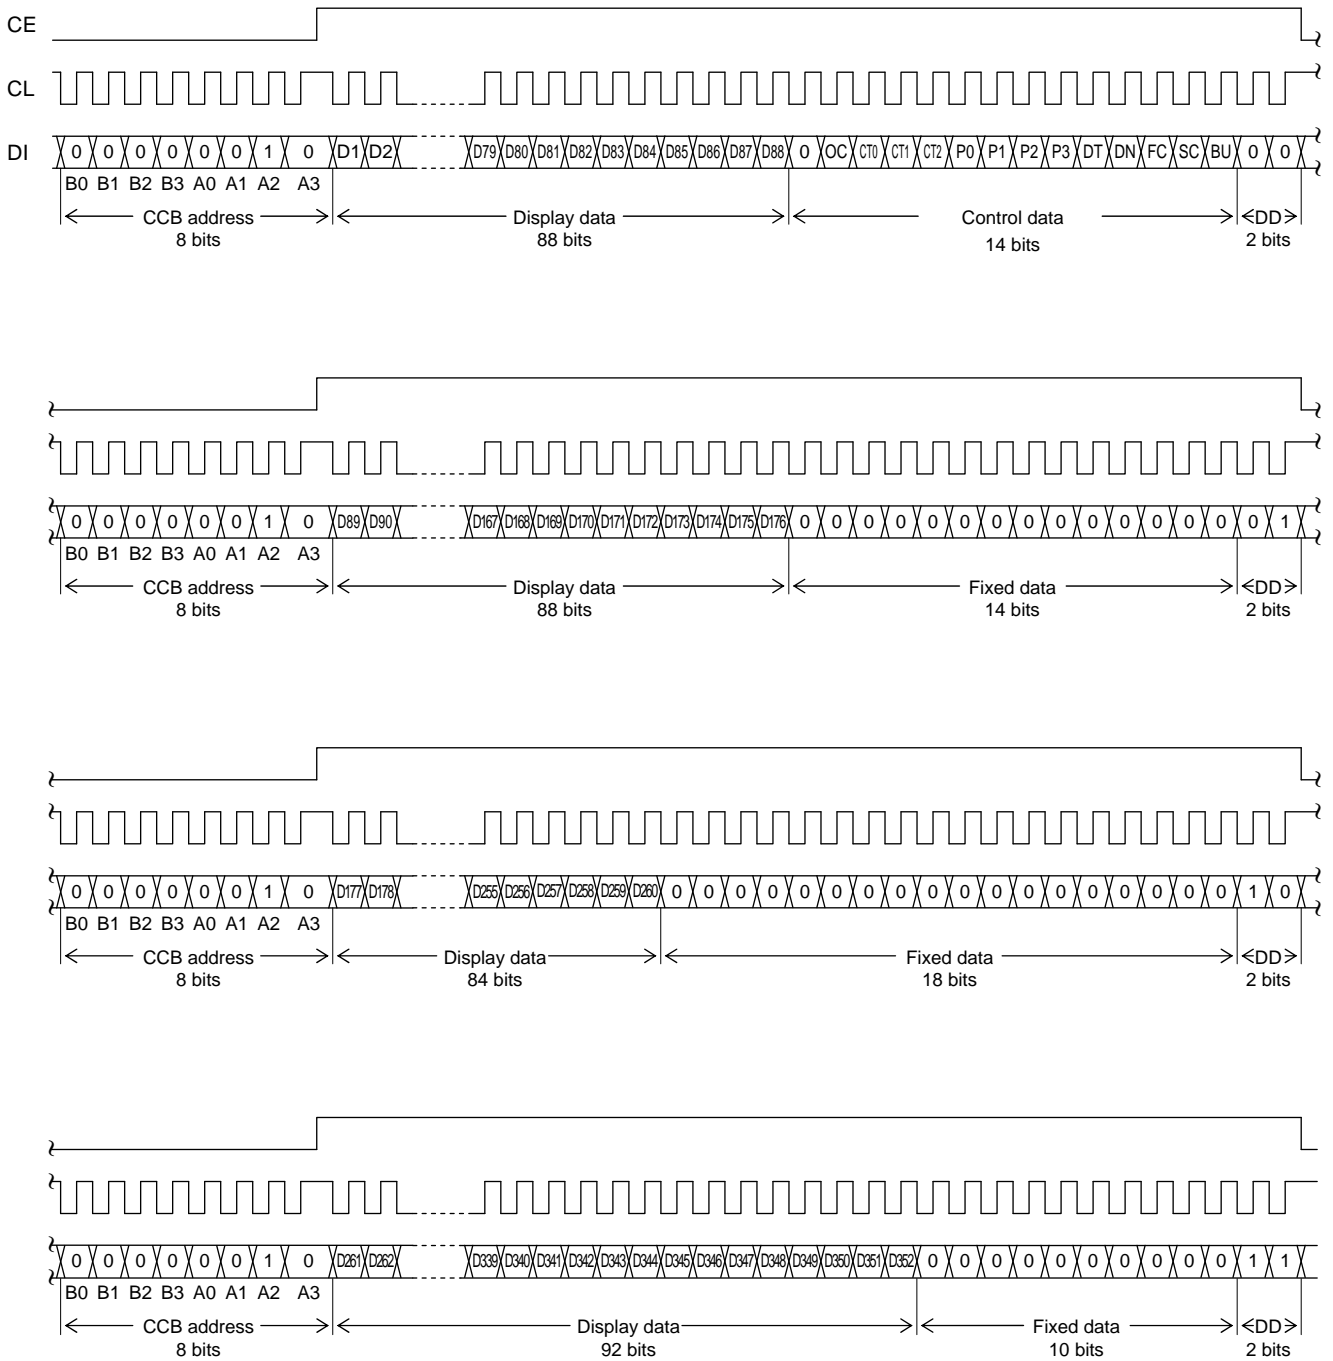 CE
CL
DI 0 0 0 0 0 0 1 0 D1 D2 D79 D80 D81 D82 D83 D84 D85 D86 D87 D88 0 OC CT0 CT1 CT2 P0 P1 P2 P3 DT DN FC SC BU 0 0
B0 B1 B2 B3 A0 A1 A2 A3
CCB address Display data Control data DD
8 bits 88 bits 14 bits 2 bits
0 0 0 0 0 0 1 0 D89 D90 D167 D168 D169 D170 D171 D172 D173 D174 D175 D176 0 0 0 0 0 0 0 0 0 0 0 0 0 0 0 1
B0 B1 B2 B3 A0 A1 A2 A3
CCB address Display data Fixed data DD
8 bits 88 bits 14 bits 2 bits
0 0 0 0 0 0 1 0 D177 D178 D255 D256 D257 D258 D259 D260 0 0 0 0 0 0 0 0 0 0 0 0 0 0 0 0 0 0 1 0
B0 B1 B2 B3 A0 A1 A2 A3
CCB address Display data Fixed data DD
8 bits 84 bits 18 bits 2 bits
0 0 0 0 0 0 1 0 D261 D262 D339 D340 D341 D342 D343 D344 D345 D346 D347 D348 D349 D350 D351 D352 0 0 0 0 0 0 0 0 0 0 1 1
B0 B1 B2 B3 A0 A1 A2 A3
CCB address Display data Fixed data DD
8 bits 92 bits 10 bits 2 bits